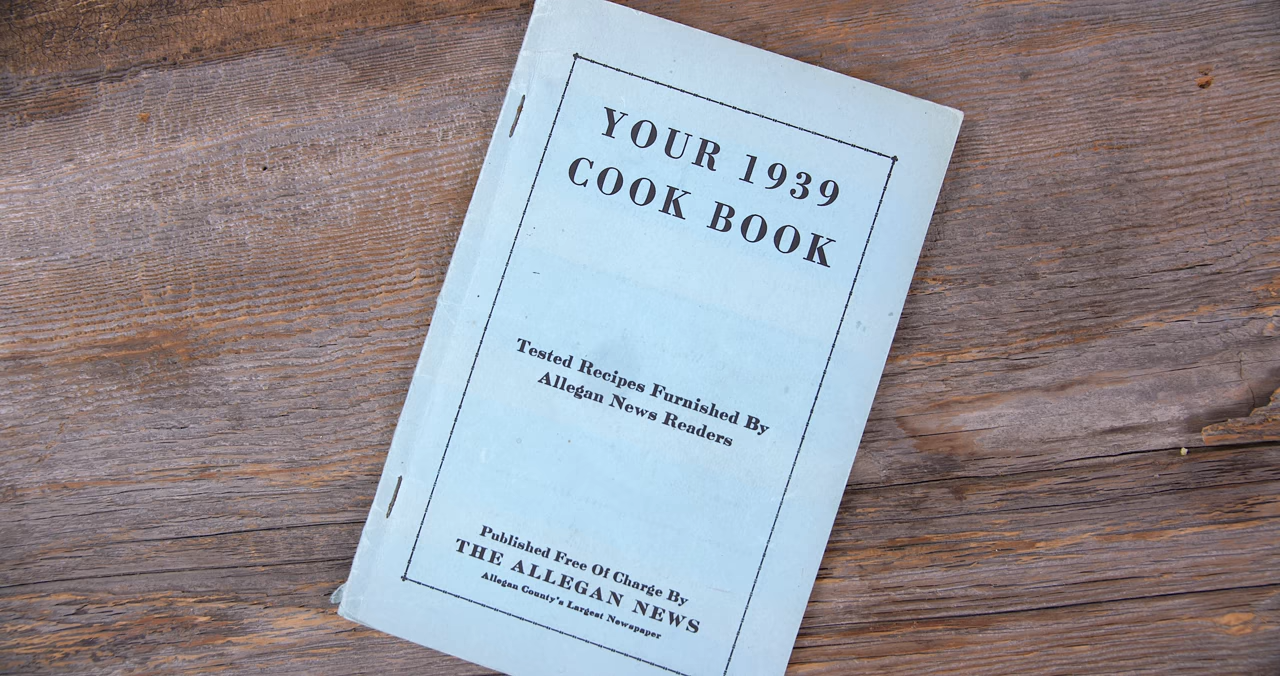 YOUR 1939
COOK BOOK
Tested Recipes Furnished By
Allegan News Readers
Published Free Of Charge By
THE ALLEGAN NEWS
Allegan County's Largest Newspaper